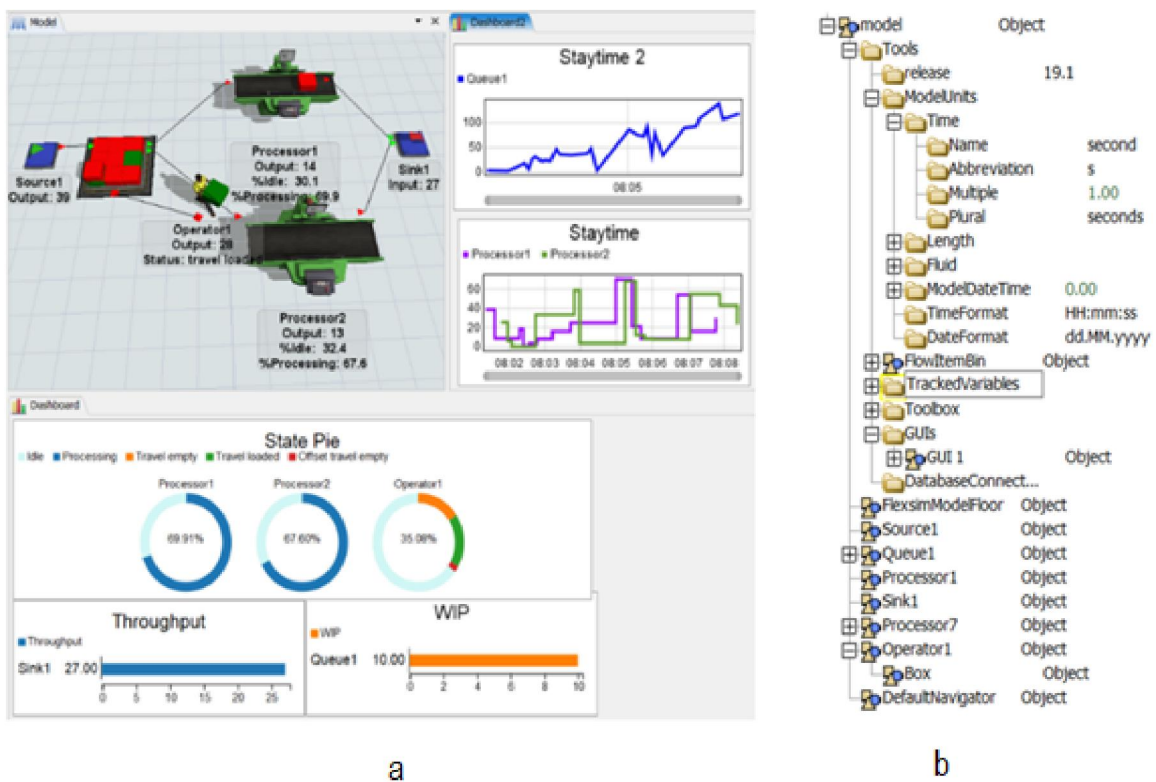 Model
Source1
Output: 39
Processor1
Output: 14
%Idle: 30.1
%Processing: 69.9
Sink1
Input: 27
Operator1
Output: 28
Status: travel loaded
Processor2
Output: 13
%Idle: 32.4
%Processing: 67.6
Dashboard2
Staytime 2
Queue1
100
50
0
08:05
Staytime
Processor1 Processor2
60
40
20
0
08:02 08:03 08:04 08:05 08:06 08:07 08:08
Dashboard
State Pie
Idle Processing Travel empty Travel loaded Offset travel empty
Processor1 Processor2 Operator1
69.91% 67.60% 35.08%
Throughput
Throughput
Sink1 27.00
0 5 10 15 20 25
WIP
WIP
Queue1 10.00
0 2 4 6 8 10
a
model Object
Tools
release 19.1
ModelUnits
Time
Name second
Abbreviation s
Multiple 1.00
Plural seconds
Length
Fluid
ModelDateTime 0.00
TimeFormat HH:mm:ss
DateFormat dd.MM.yyyy
FlowItemBin Object
TrackedVariables
Toolbox
GUIs
GUI 1 Object
DatabaseConnect...
FlexsimModelFloor Object
Source1 Object
Queue1 Object
Processor1 Object
Sink1 Object
Processor7 Object
Operator1 Object
Box Object
DefaultNavigator Object
b